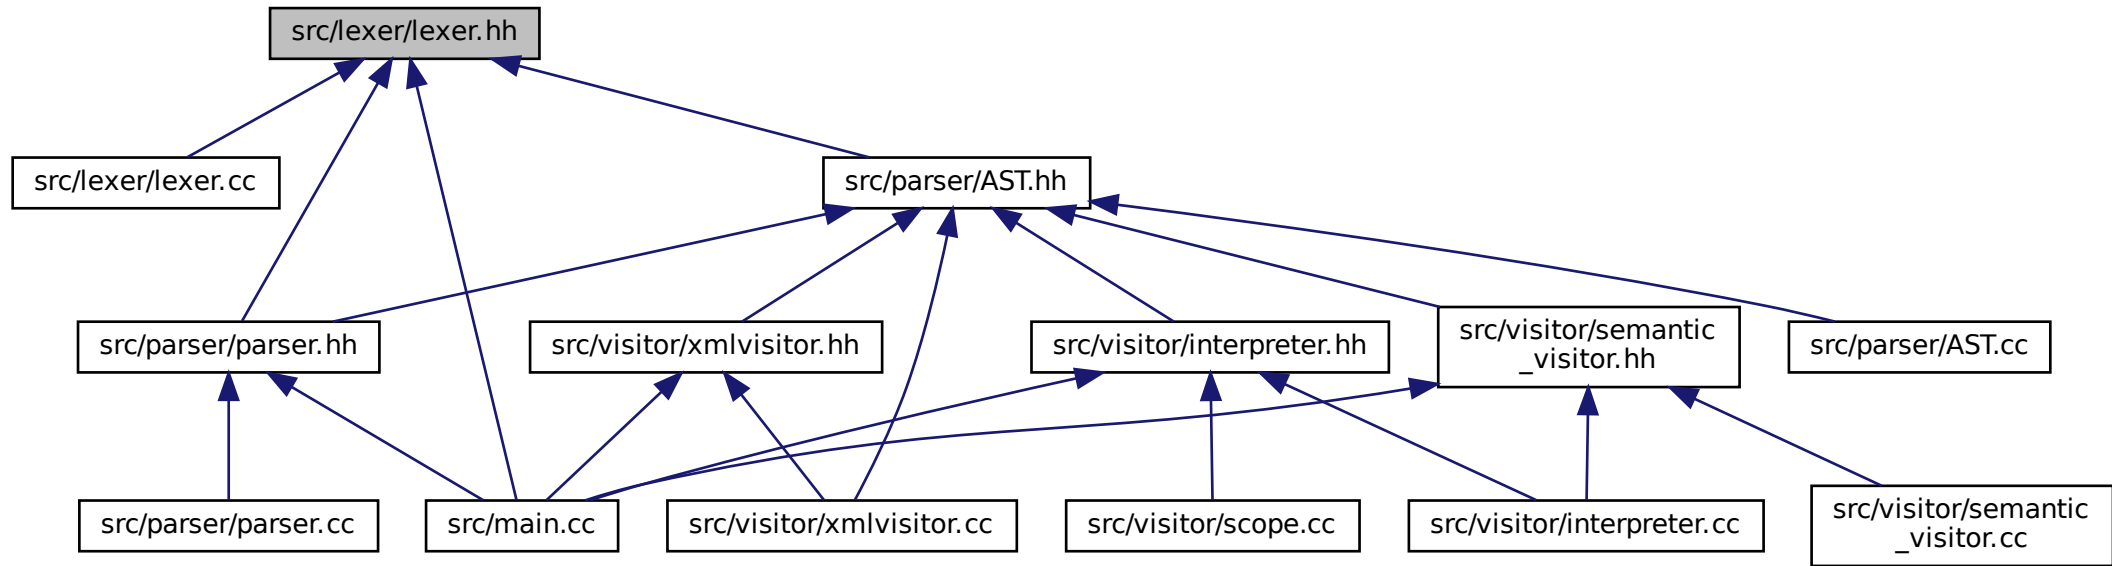 src/lexer/lexer.hh
src/lexer/lexer.cc
src/parser/AST.hh
src/parser/parser.hh
src/visitor/xmlvisitor.hh
src/visitor/interpreter.hh
src/visitor/semantic
_visitor.hh
src/parser/AST.cc
src/parser/parser.cc
src/main.cc
src/visitor/xmlvisitor.cc
src/visitor/scope.cc
src/visitor/interpreter.cc
src/visitor/semantic
_visitor.cc